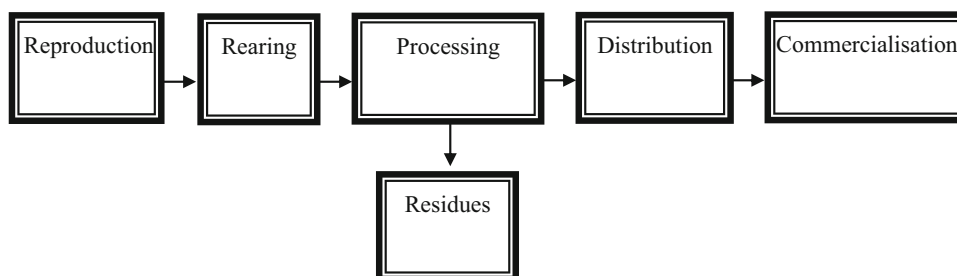 Reproduction
Rearing
Processing
Distribution
Commercialisation
Residues